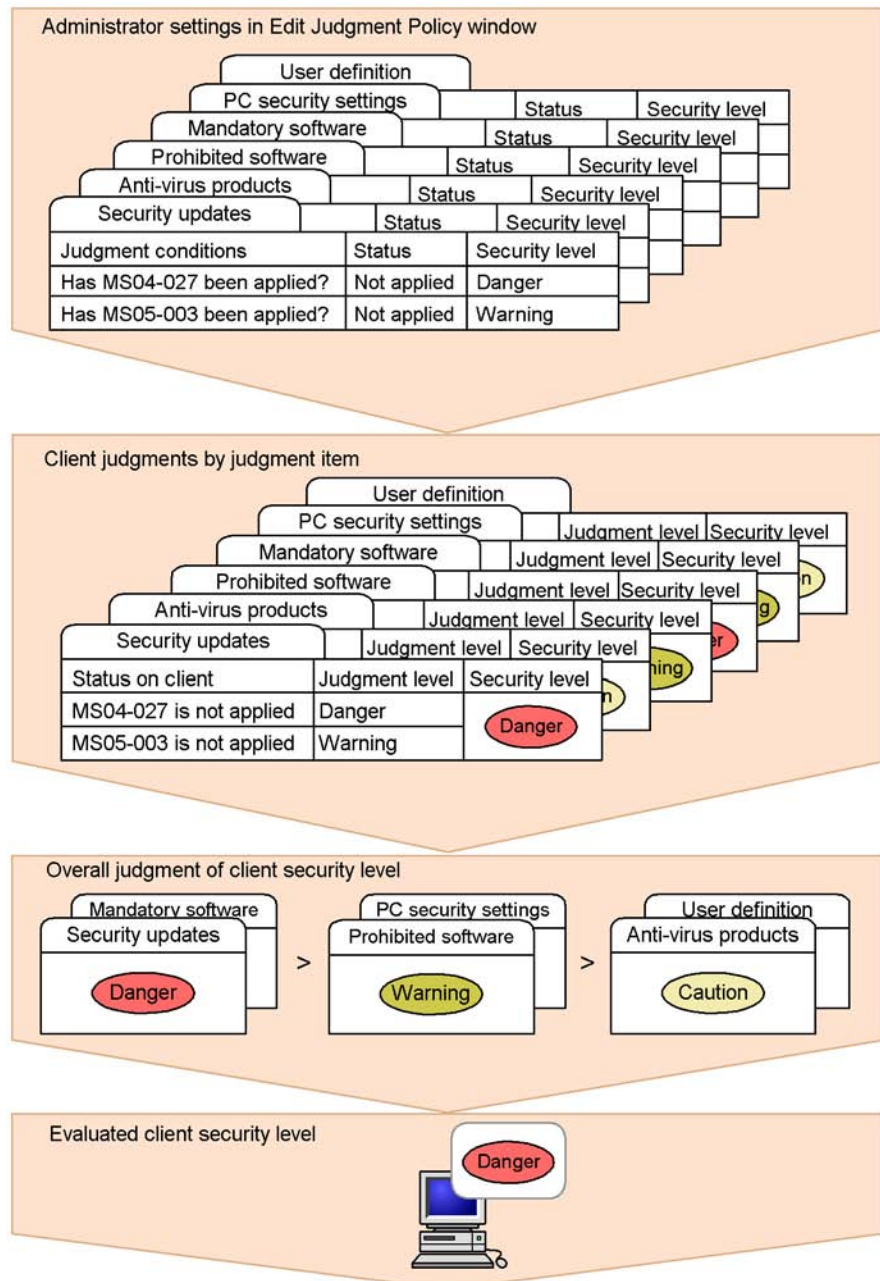 Administrator settings in Edit Judgment Policy window
User definition
PC security settings Status Security level
Mandatory software Status Security level
Prohibited software Status Security level
Anti-virus products Status Security level
Security updates Status Security level
Judgment conditions Status Security level
Has MS04-027 been applied? Not applied Danger
Has MS05-003 been applied? Not applied Warning
Client judgments by judgment item
User definition
PC security settings Judgment level Security level
Mandatory software Judgment level Security level
Prohibited software Judgment level Security level
Anti-virus products Judgment level Security level
Security updates Judgment level Security level
Status on client Judgment level Security level
MS04-027 is not applied Danger
MS05-003 is not applied Warning
Danger
Overall judgment of client security level
Mandatory software PC security settings User definition
Security updates Prohibited software Anti-virus products
Danger > Warning > Caution
Evaluated client security level
Danger